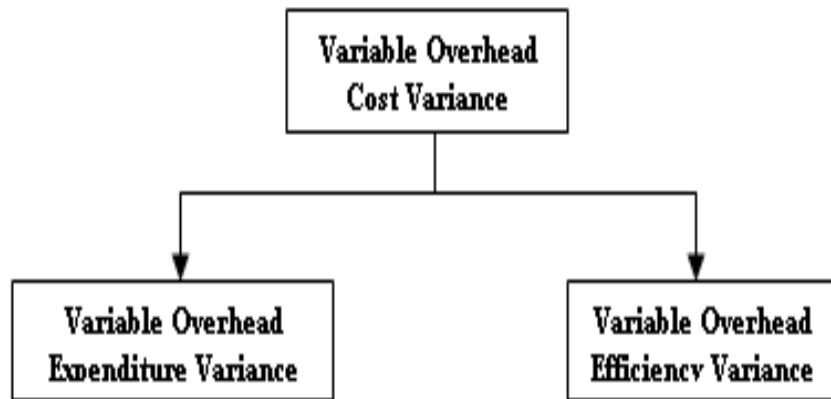 Variable Overhead
Cost Variance
Variable Overhead
Expenditure Variance
Variable Overhead
Efficiency Variance